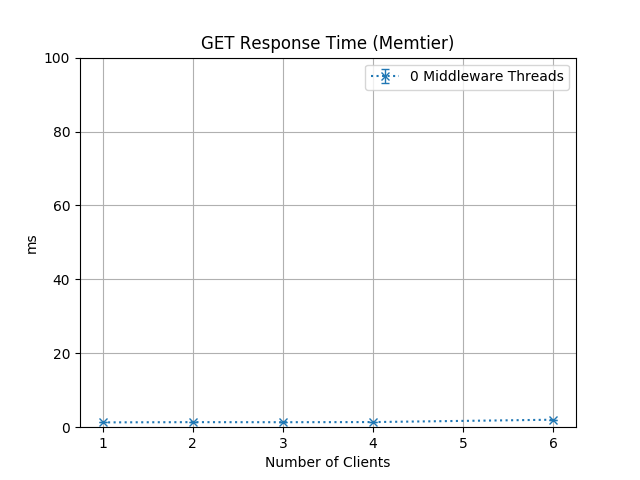 GET Response Time (Memtier)
100
80
60
40
20
0
ms
0 Middleware Threads
1 2 3 4 5 6
Number of Clients